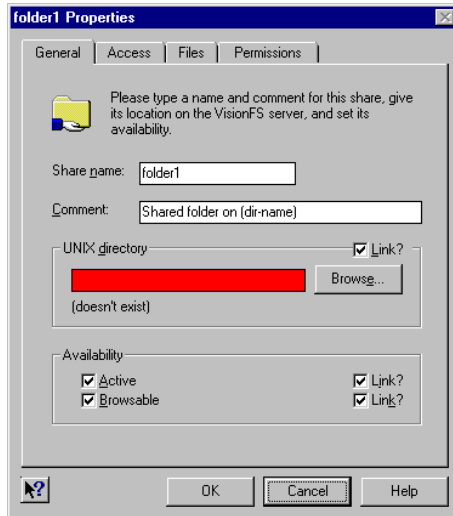 folder1 Properties
General Access Files Permissions
Please type a name and comment for this share, give
its location on the VisionFS server, and set its
availability.
Share name: folder1
Comment: Shared folder on (dir-name)
UNIX directory Link?
Browse...
(doesn't exist)
Availability
Active Link?
Browsable Link?
OK Cancel Help